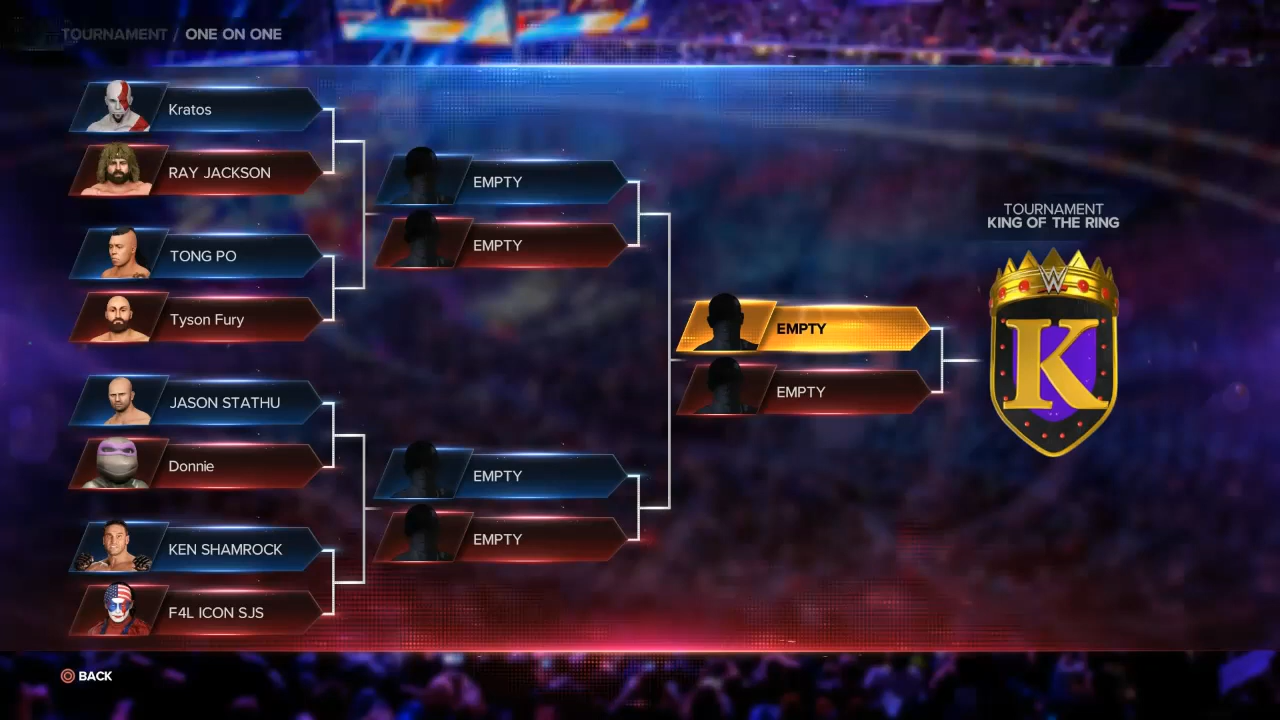 TOURNAMENT / ONE ON ONE
Kratos
RAY JACKSON
TONG PO
Tyson Fury
JASON STATHU
Donnie
KEN SHAMROCK
F4L ICON SJS
EMPTY
EMPTY
EMPTY
EMPTY
EMPTY
EMPTY
TOURNAMENT
KING OF THE RING
W
K
BACK